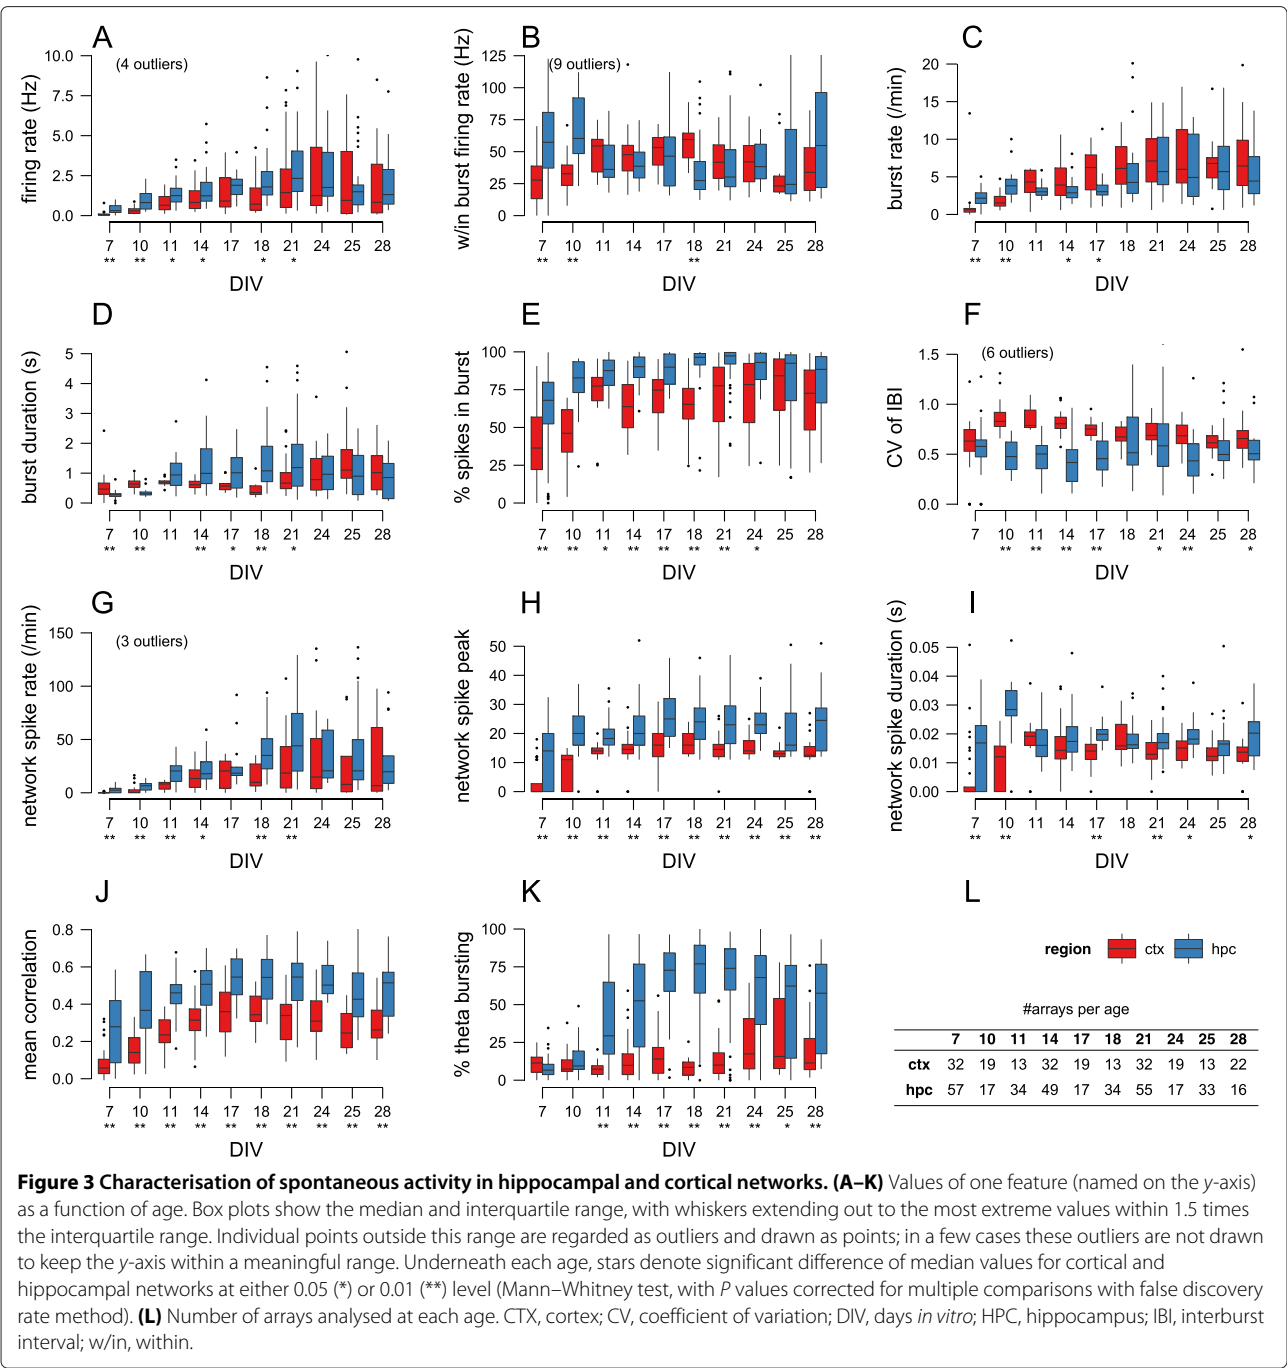 A
firing rate (Hz)
(4 outliers)
10.0
7.5
5.0
2.5
0.0
7 10 11 14 17 18 21 24 25 28
** ** * * * *
DIV
B
w/in burst firing rate (Hz)
(9 outliers)
125
100
75
50
25
0
7 10 11 14 17 18 21 24 25 28
** ** **
DIV
C
burst rate (/min)
20
15
10
5
0
7 10 11 14 17 18 21 24 25 28
** ** * *
DIV
D
burst duration (s)
5
4
3
2
1
0
7 10 11 14 17 18 21 24 25 28
** ** ** * ** *
DIV
E
% spikes in burst
100
75
50
25
0
7 10 11 14 17 18 21 24 25 28
** ** * ** ** ** ** *
DIV
F
CV of IBI
(6 outliers)
1.5
1.0
0.5
0.0
7 10 11 14 17 18 21 24 25 28
** ** ** ** * ** *
DIV
G
network spike rate (/min)
(3 outliers)
150
100
50
0
7 10 11 14 17 18 21 24 25 28
** ** ** * ** **
DIV
H
network spike peak
50
40
30
20
10
0
7 10 11 14 17 18 21 24 25 28
** ** ** ** ** ** ** ** ** **
DIV
I
network spike duration (s)
0.05
0.04
0.03
0.02
0.01
0.00
7 10 11 14 17 18 21 24 25 28
** ** ** ** * *
DIV
J
mean correlation
0.8
0.6
0.4
0.2
0.0
7 10 11 14 17 18 21 24 25 28
** ** ** ** ** ** ** ** ** **
DIV
K
% theta bursting
100
75
50
25
0
7 10 11 14 17 18 21 24 25 28
** ** ** ** ** ** * **
DIV
L
region ctx hpc
#arrays per age
7 10 11 14 17 18 21 24 25 28
ctx 32 19 13 32 19 13 32 19 13 22
hpc 57 17 34 49 17 34 55 17 33 16
Figure 3 Characterisation of spontaneous activity in hippocampal and cortical networks. (A–K) Values of one feature (named on the y-axis)
as a function of age. Box plots show the median and interquartile range, with whiskers extending out to the most extreme values within 1.5 times
the interquartile range. Individual points outside this range are regarded as outliers and drawn as points; in a few cases these outliers are not drawn
to keep the y-axis within a meaningful range. Underneath each age, stars denote significant difference of median values for cortical and
hippocampal networks at either 0.05 (*) or 0.01 (**) level (Mann–Whitney test, with P values corrected for multiple comparisons with false discovery
rate method). (L) Number of arrays analysed at each age. CTX, cortex; CV, coefficient of variation; DIV, days in vitro; HPC, hippocampus; IBI, interburst
interval; w/in, within.